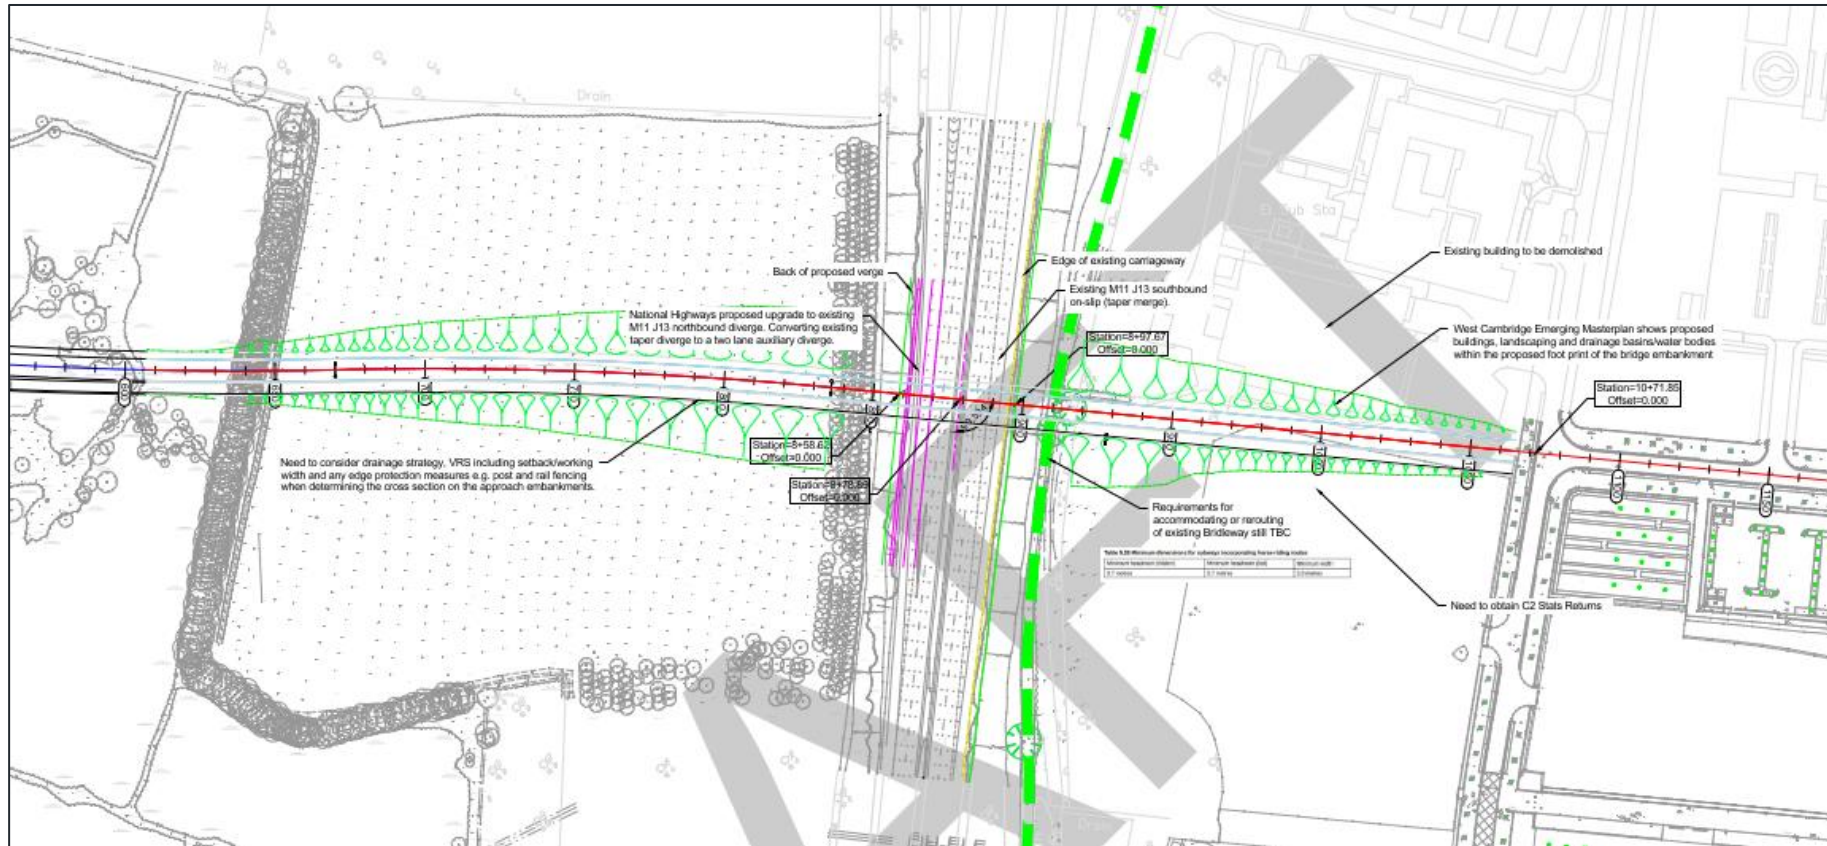 Drain
El Sub Sta
Existing building to be demolished
Edge of existing carriageway
Back of proposed verge
Existing M11 J13 southbound
on-slip (taper merge).
National Highways proposed upgrade to existing
M11 J13 northbound diverge. Converting existing
taper diverge to a two lane auxiliary diverge.
West Cambridge Emerging Masterplan shows proposed
buildings, landscaping and drainage basins/water bodies
within the proposed foot print of the bridge embankment
Station=8+97.67
Offset=0.000
Station=10+71.85
Offset=0.000
Station=8+58.62
Offset=0.000
Need to consider drainage strategy, VRS including setback/working
width and any edge protection measures e.g. post and rail fencing
when determining the cross section on the approach embankments.
Station=8+78.89
Offset=0.000
Requirements for
accommodating or rerouting
of existing Bridleway still TBC
Need to obtain C2 Stats Returns
Drain